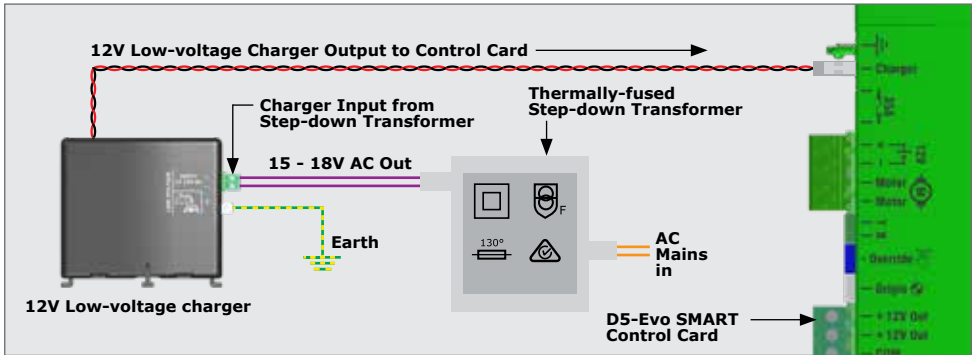 12V Low-voltage Charger Output to Control Card
Charger
Charger Input from
Step-down Transformer
Thermally-fused
Step-down Transformer
15 - 18V AC Out
F
130°
Earth
AC
Mains
in
12V Low-voltage charger
D5-Evo SMART
Control Card
12V
Motor
Motor
M
Override
Origin
+ 12V Out
+ 12V Out
COM